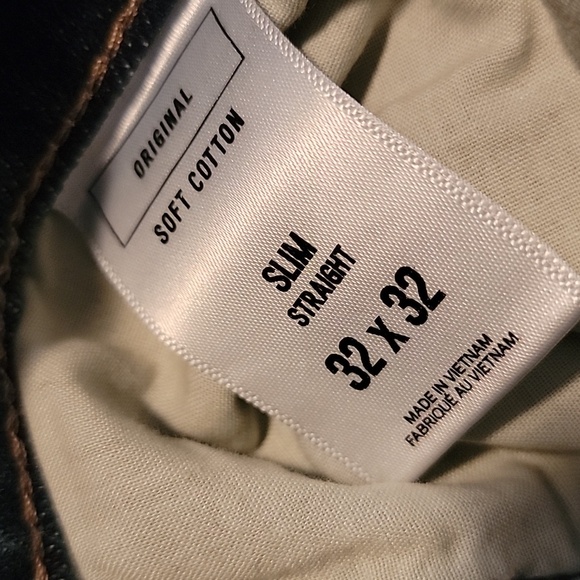 ORIGINAL
SOFT COTTON
SLIM
STRAIGHT
32 X 32
MADE IN VIETNAM
FABRIQUÉ AU VIETNAM